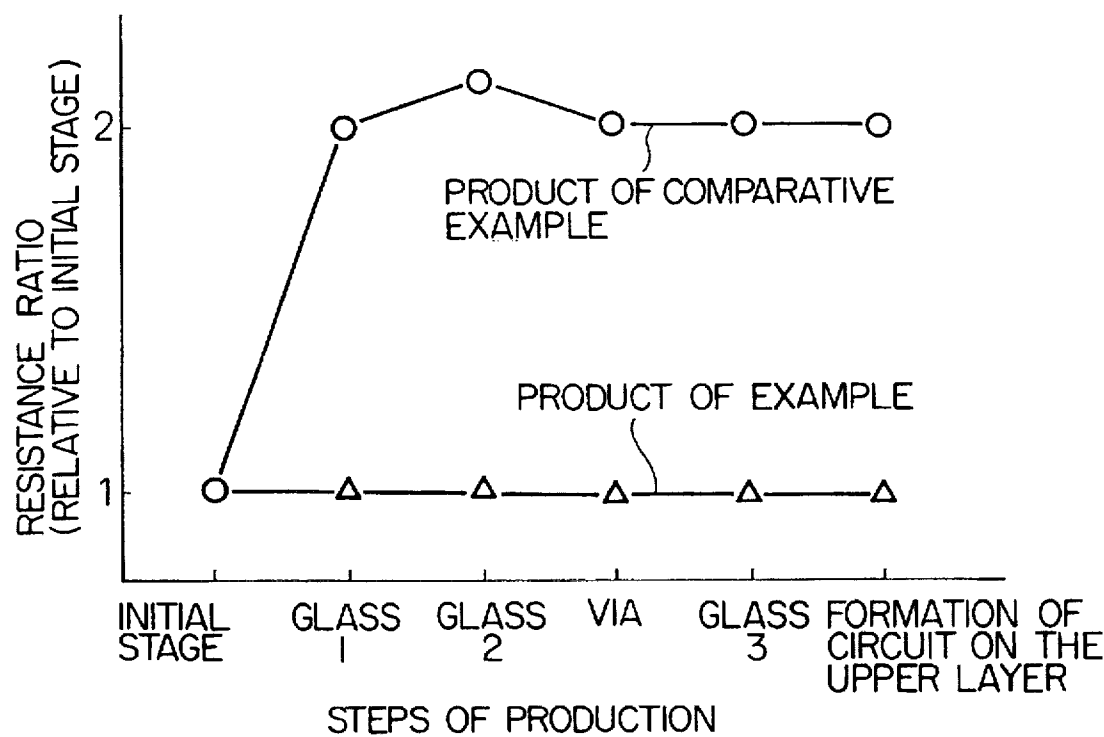 RESISTANCE RATIO
(RELATIVE TO INITIAL STAGE)
2
1
PRODUCT OF COMPARATIVE
EXAMPLE
PRODUCT OF EXAMPLE
INITIAL
STAGE
GLASS
1
GLASS
2
VIA
GLASS
3
FORMATION OF
CIRCUIT ON THE
UPPER LAYER
STEPS OF PRODUCTION